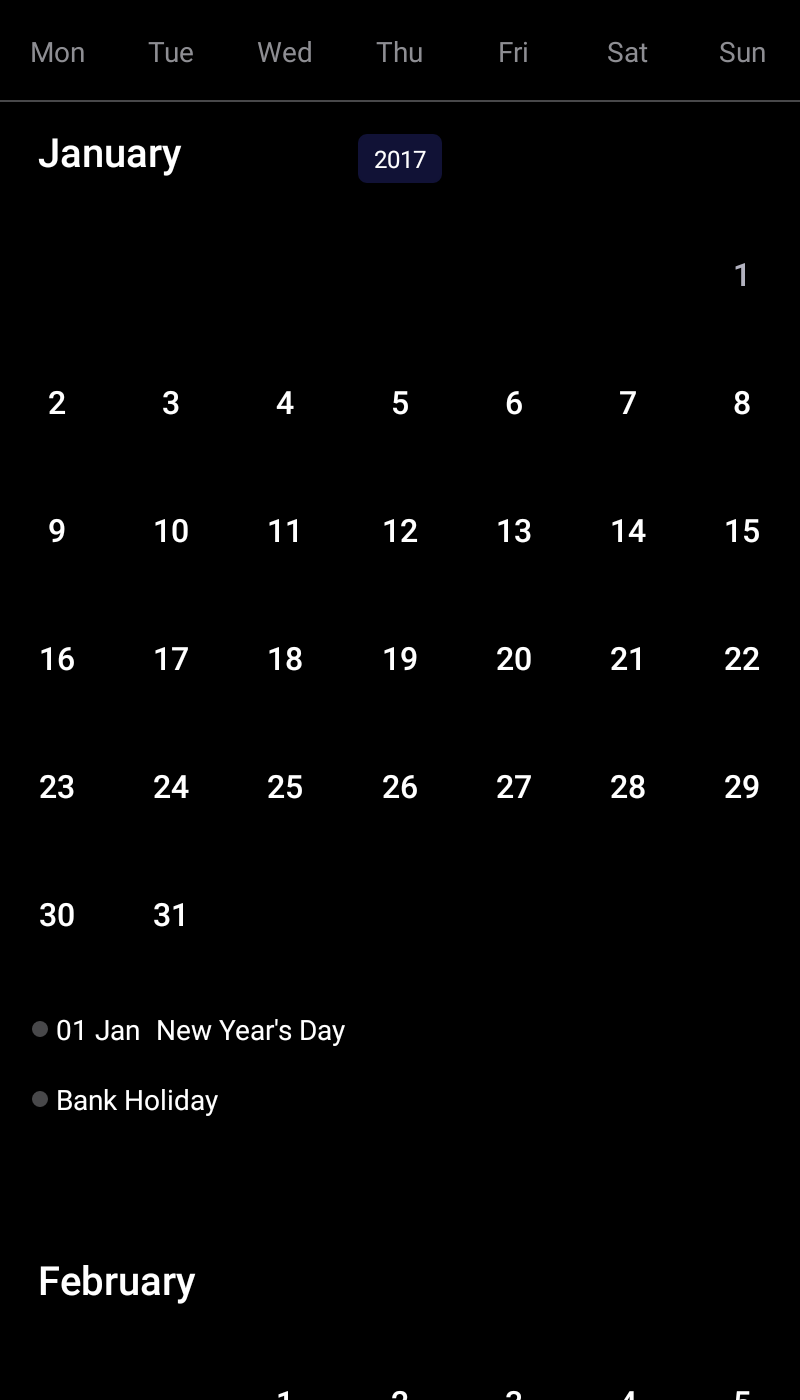 Mon Tue Wed Thu Fri Sat Sun
January 2017
1
2 3 4 5 6 7 8
9 10 11 12 13 14 15
16 17 18 19 20 21 22
23 24 25 26 27 28 29
30 31
01 Jan New Year's Day
Bank Holiday
February
1 2 3 4 5